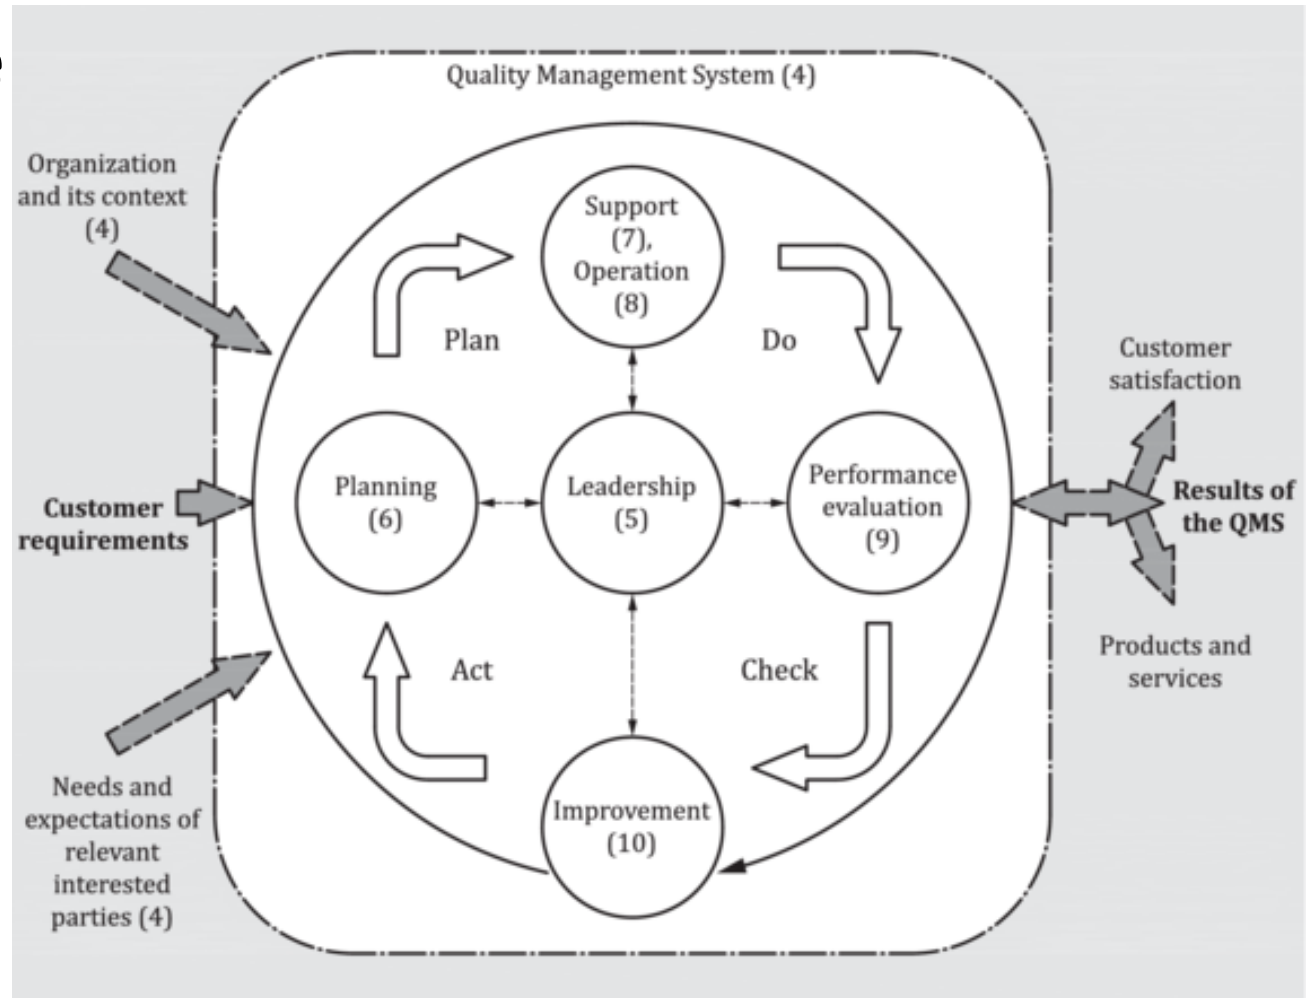 Quality Management System (4)
Organization
and its context
(4)
Support
(7),
Operation
(8)
Plan
Do
Customer
satisfaction
Planning
(6)
Leadership
(5)
Performance
evaluation
(9)
Customer
requirements
Results of
the QMS
Act
Check
Products and
services
Improvement
(10)
Needs and
expectations of
relevant
interested
parties (4)